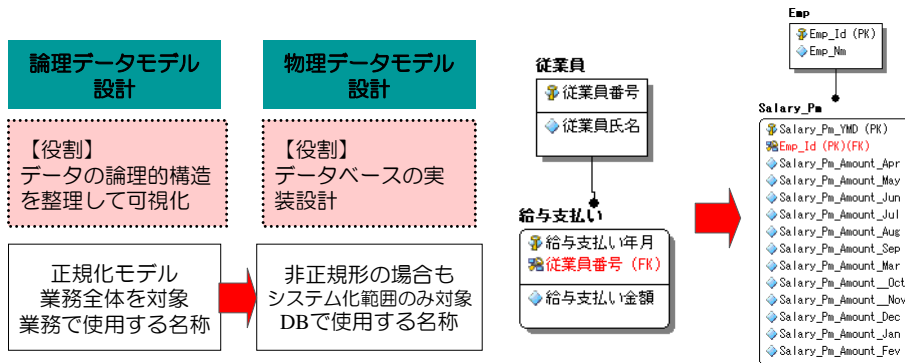 論理データモデル
設計
【役割】
データの論理的構造
を整理して可視化
正規化モデル
業務全体を対象
業務で使用する名称
物理データモデル
設計
【役割】
データベースの実
装設計
非正規形の場合も
システム化範囲のみ対象
DBで使用する名称
従業員
従業員番号
従業員氏名
給与支払い
給与支払い年月
従業員番号 (FK)
給与支払い金額
Emp
Emp_Id (PK)
Emp_Nm
Salary_Pm
Salary_Pm_YMD (PK)
Emp_Id (PK)(FK)
Salary_Pm_Amount_Apr
Salary_Pm_Amount_May
Salary_Pm_Amount_Jun
Salary_Pm_Amount_Jul
Salary_Pm_Amount_Aug
Salary_Pm_Amount_Sep
Salary_Pm_Amount_Mar
Salary_Pm_Amount__Oct
Salary_Pm_Amount__Nov
Salary_Pm_Amount_Dec
Salary_Pm_Amount_Jan
Salary_Pm_Amount_Fev